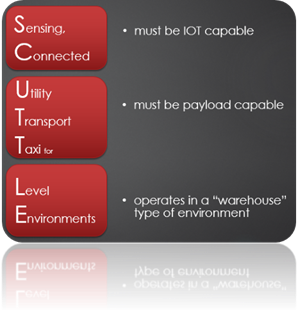 Sensing,
Connected
• must be IOT capable
Utility
Transport
Taxi for
• must be payload capable
Level
Environments
• operates in a "warehouse"
type of environment